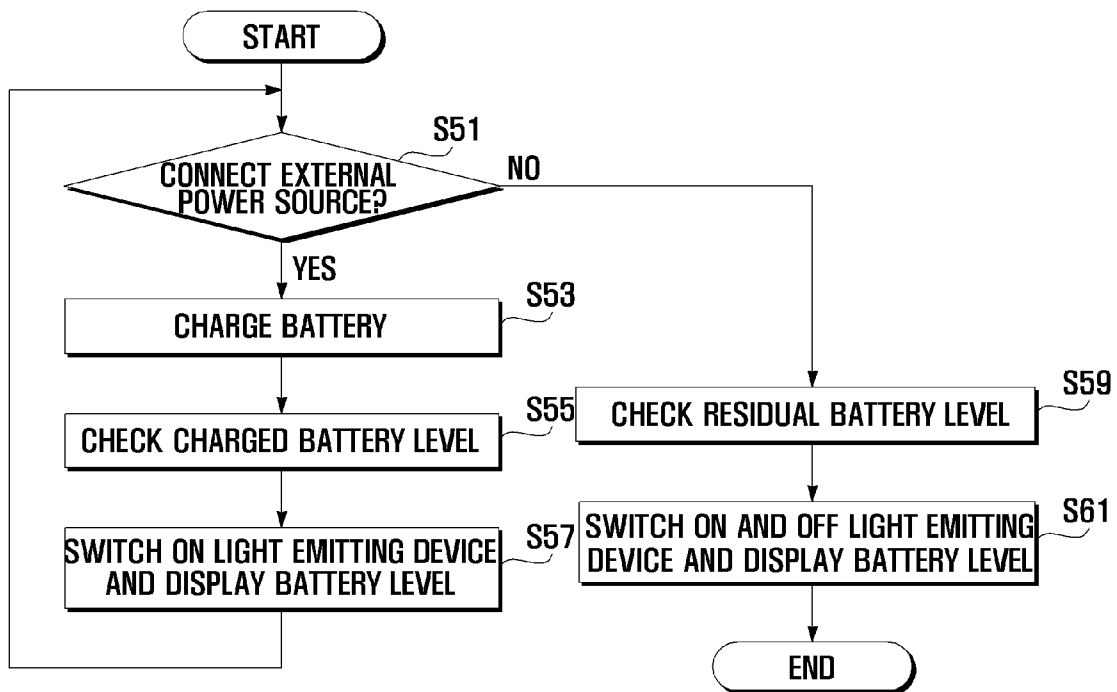 START
S51
CONNECT EXTERNAL
POWER SOURCE?
NO
YES
S53
CHARGE BATTERY
S55
CHECK CHARGED BATTERY LEVEL
S57
SWITCH ON LIGHT EMITTING DEVICE
AND DISPLAY BATTERY LEVEL
S59
CHECK RESIDUAL BATTERY LEVEL
S61
SWITCH ON AND OFF LIGHT EMITTING
DEVICE AND DISPLAY BATTERY LEVEL
END